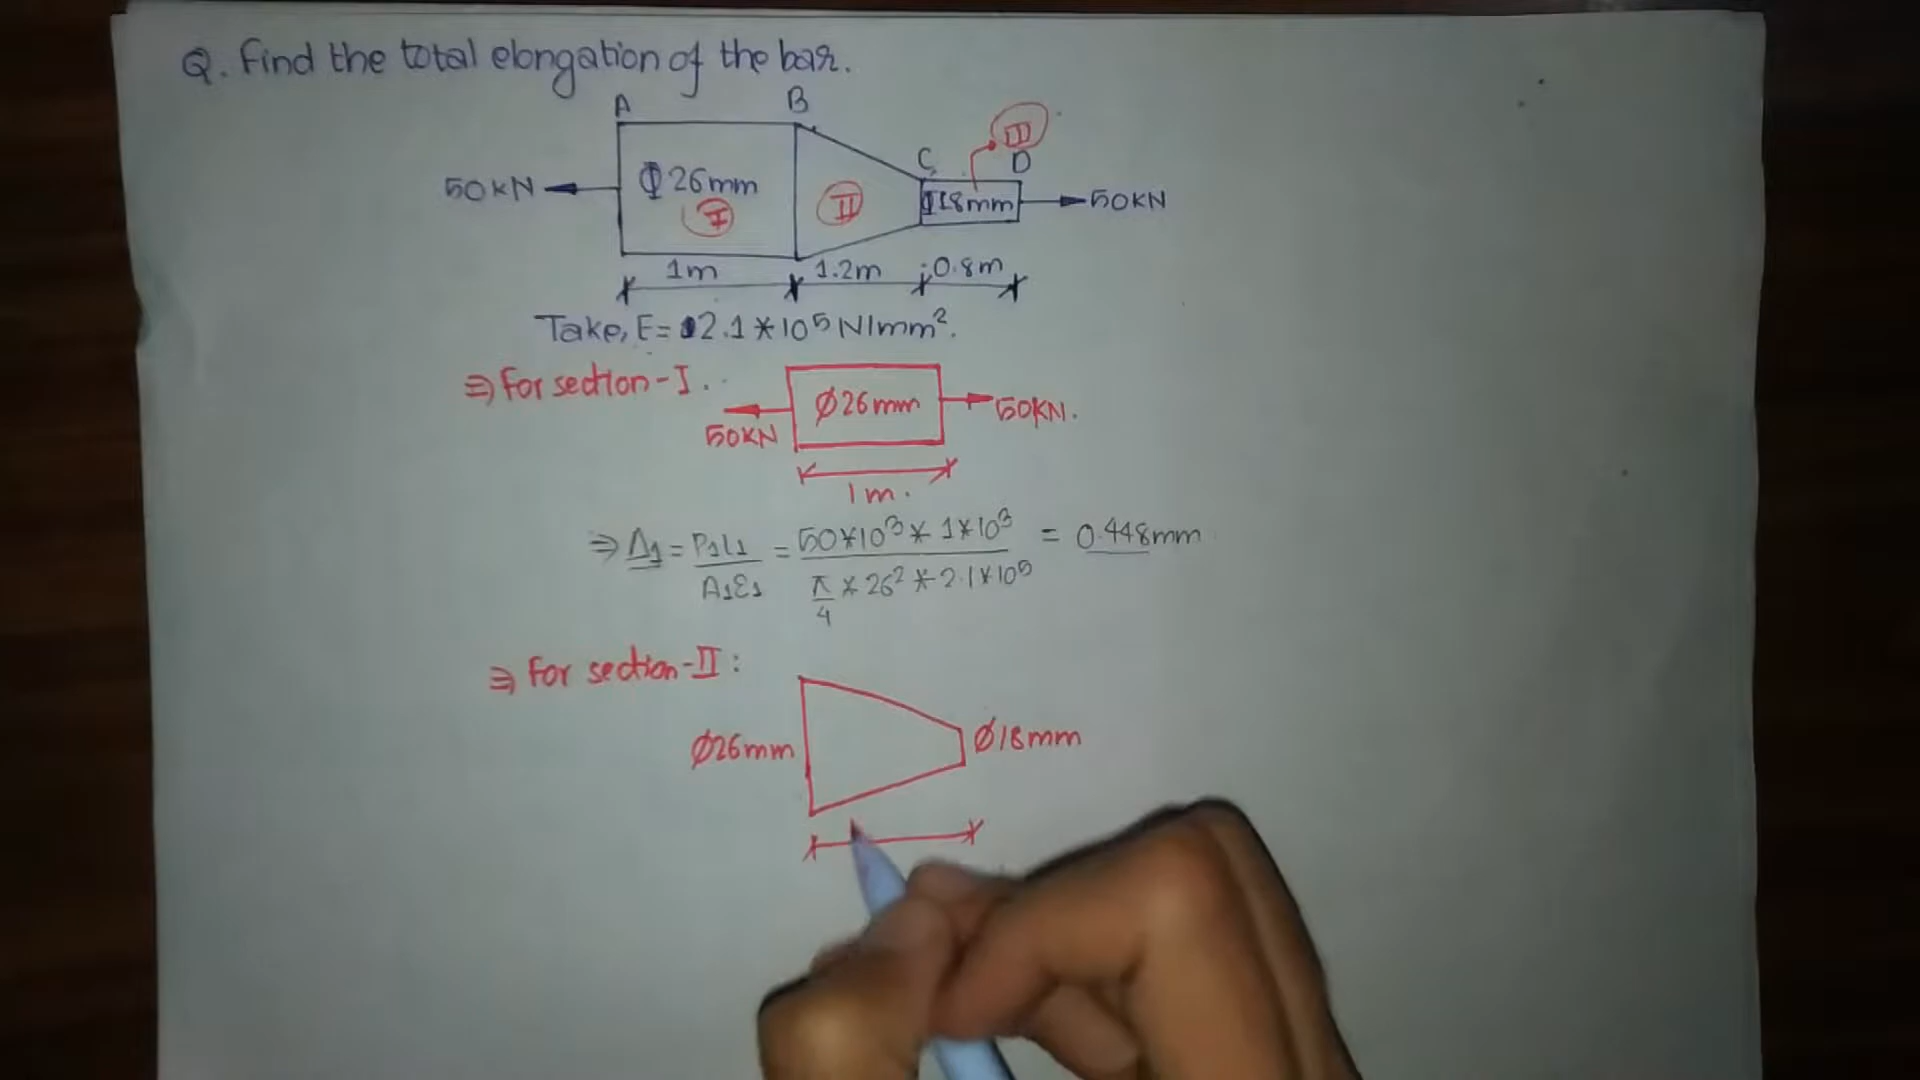 Q. Find the total elongation of the bar.
A B
C D III
50KN Φ26mm I II Φ18mm 50KN
1m 1.2m 0.8m
Take, E = 2.1*10⁵ N/mm².
⇒ For section-I.
Ø26mm
50KN 50KN.
1m.
⇒ Δ₁ = P₁L₁/A₁E₁ = 50*10³ * 1*10³ / π/4 * 26² * 2.1*10⁵ = 0.448mm
⇒ For section-II:
Ø26mm Ø18mm